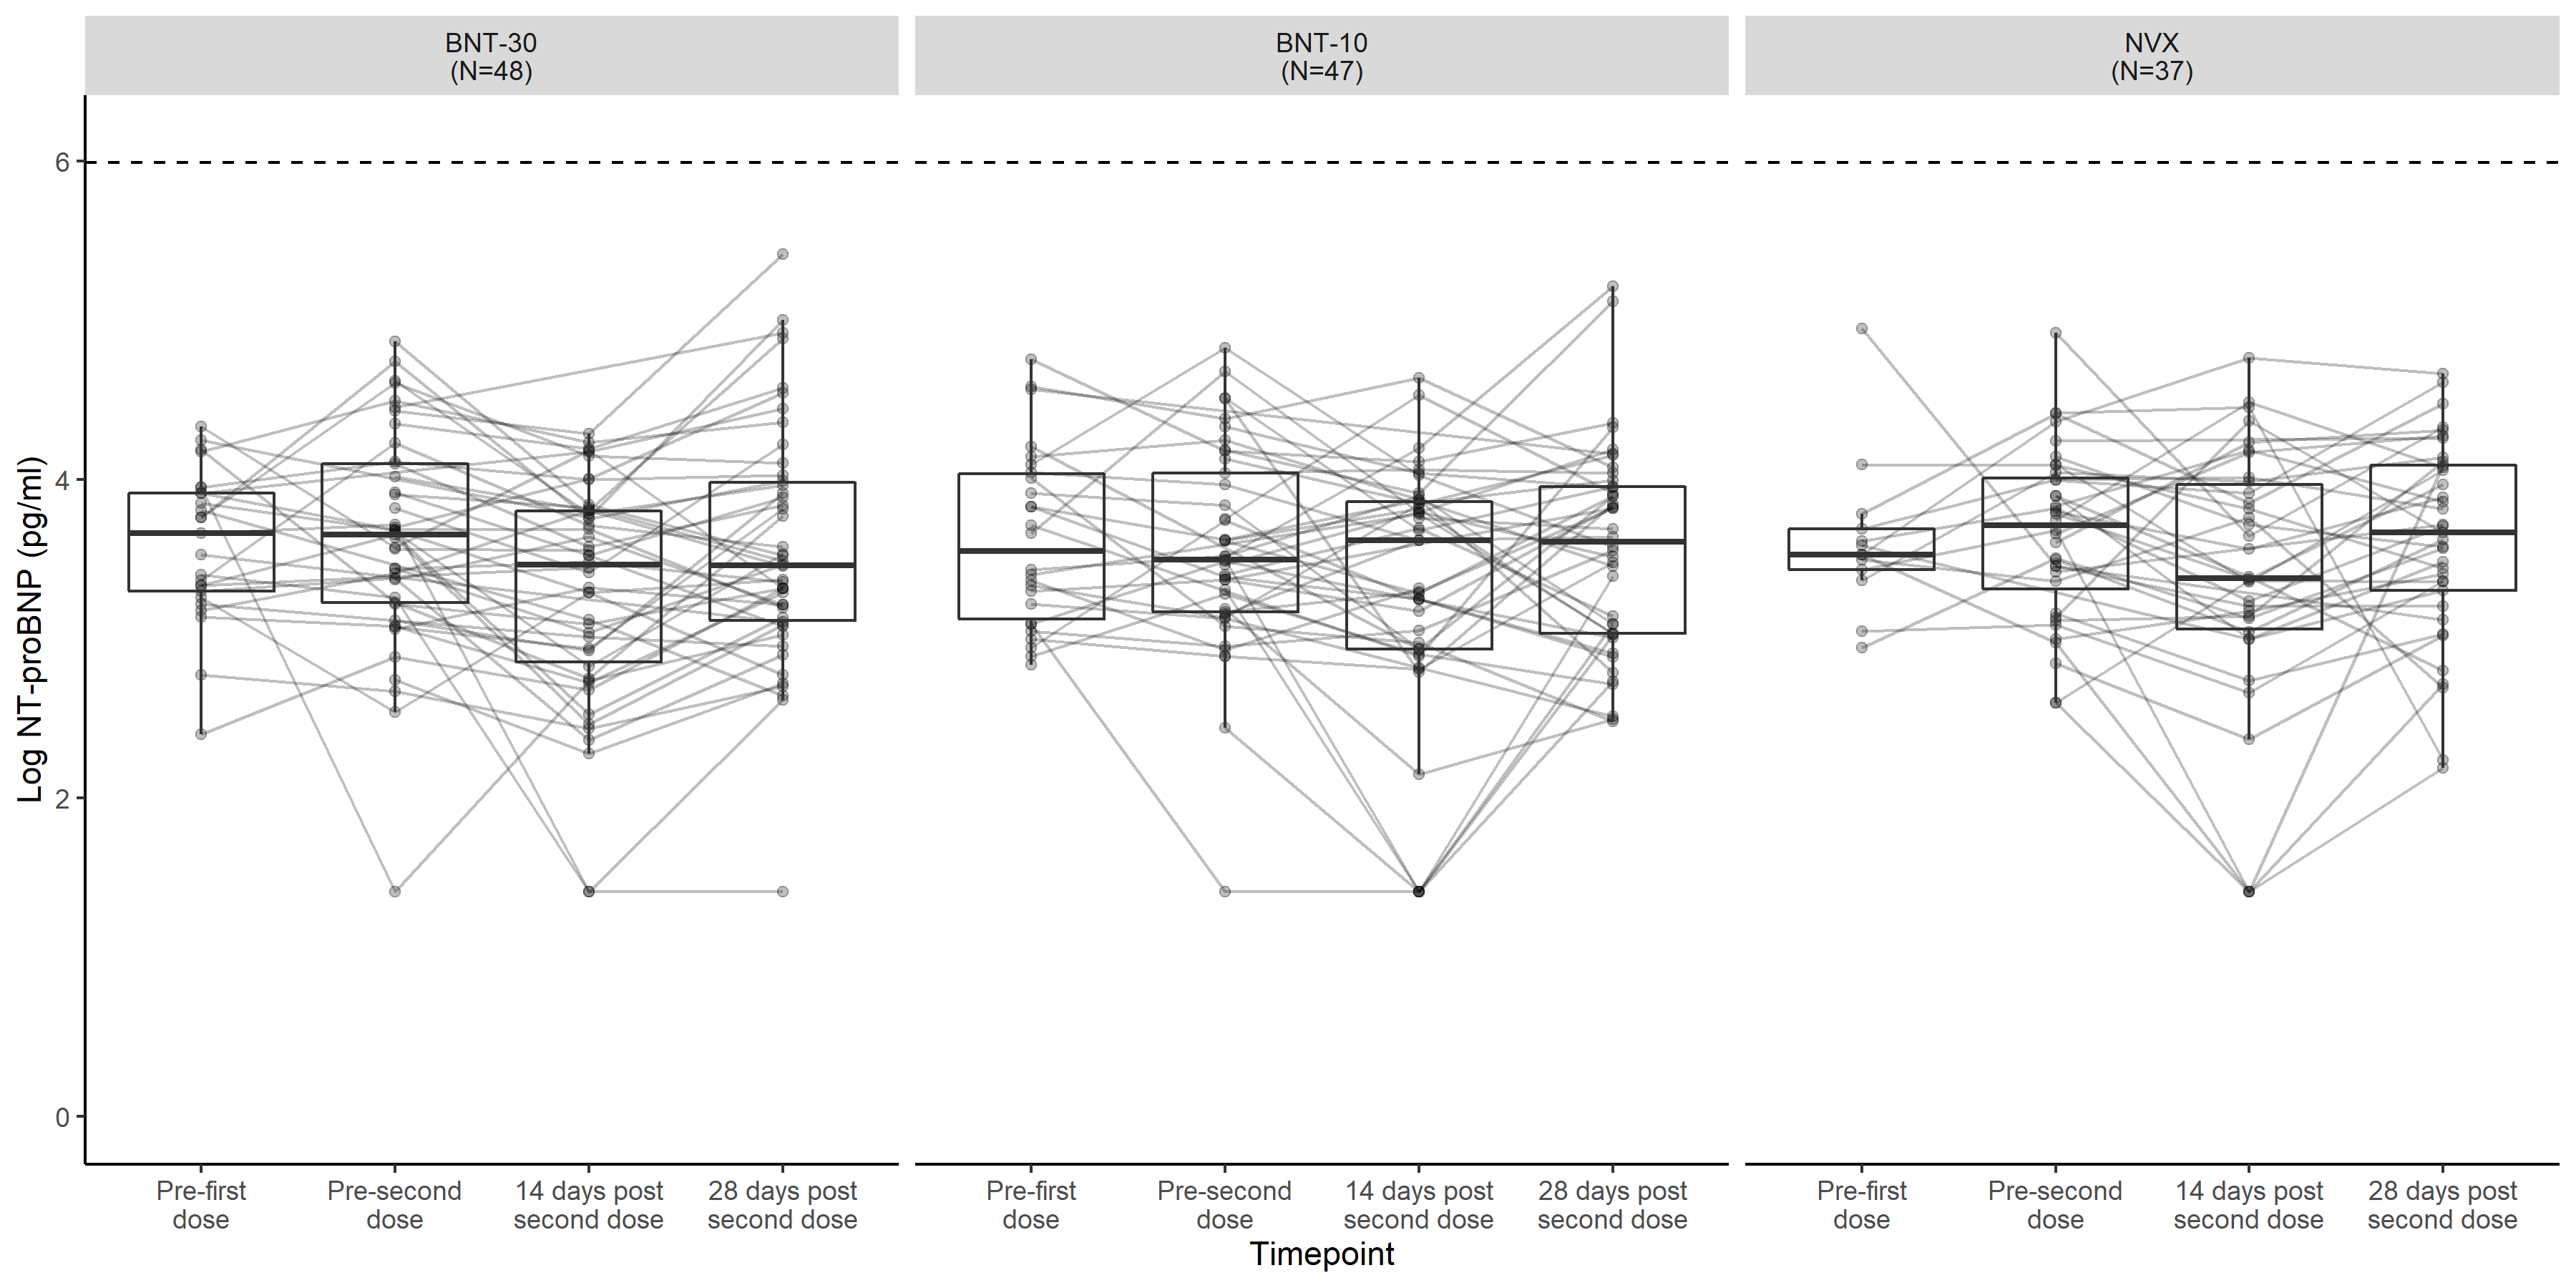 BNT-30
(N=48)
BNT-10
(N=47)
NVX
(N=37)
Log NT-proBNP (pg/ml)
6
4
2
0
Pre-first
dose
Pre-second
dose
14 days post
second dose
28 days post
second dose
Pre-first
dose
Pre-second
dose
14 days post
second dose
28 days post
second dose
Pre-first
dose
Pre-second
dose
14 days post
second dose
28 days post
second dose
Timepoint